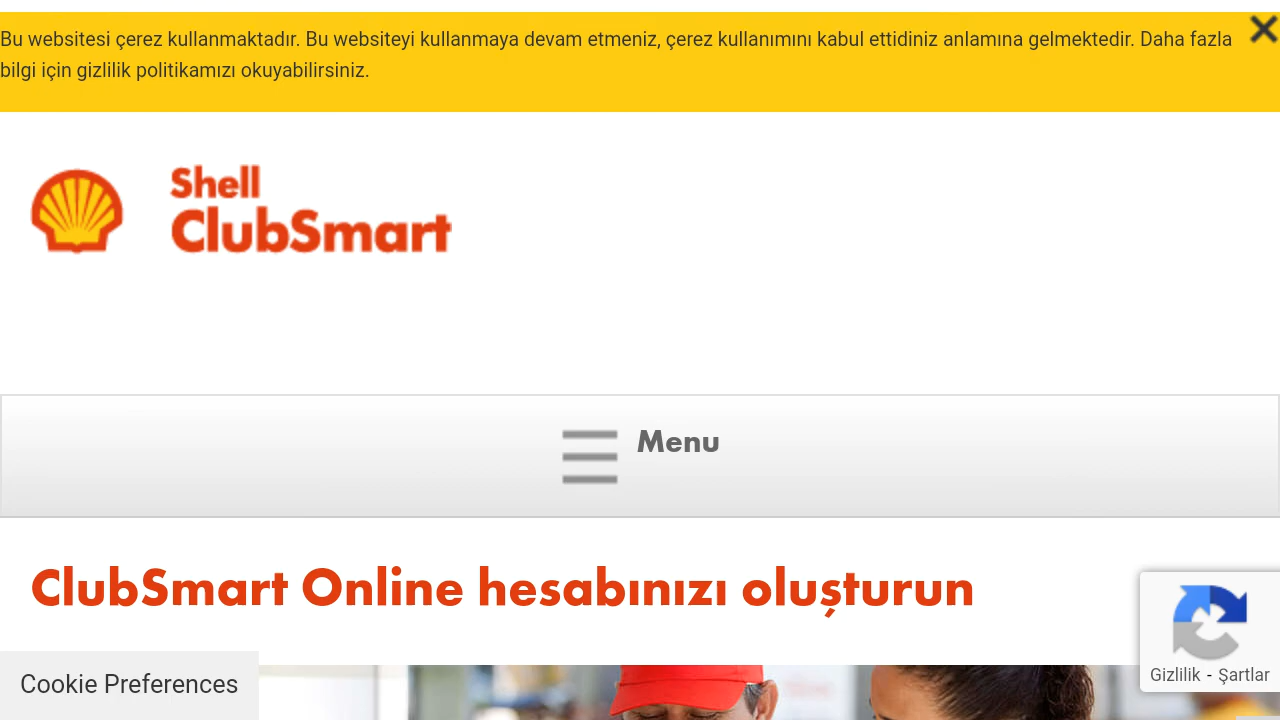 Bu websitesi çerez kullanmaktadır. Bu websiteyi kullanmaya devam etmeniz, çerez kullanımını kabul ettidiniz anlamına gelmektedir. Daha fazla
bilgi için gizlilik politikamızı okuyabilirsiniz.
Shell
ClubSmart
Menu
ClubSmart Online hesabınızı oluşturun
Gizlilik - Şartlar
Cookie Preferences